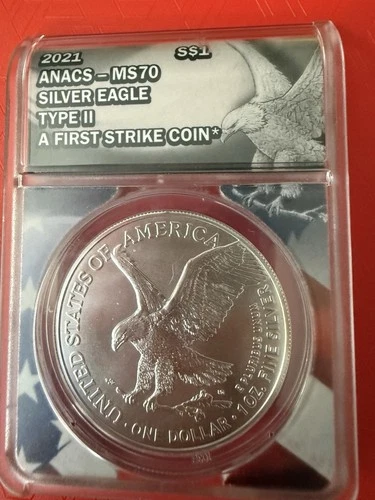 2021 S$1
ANACS – MS70
SILVER EAGLE
TYPE II
A FIRST STRIKE COIN*
UNITED STATES OF AMERICA
E PLURIBUS UNUM
1 OZ. FINE SILVER
· ONE DOLLAR ·